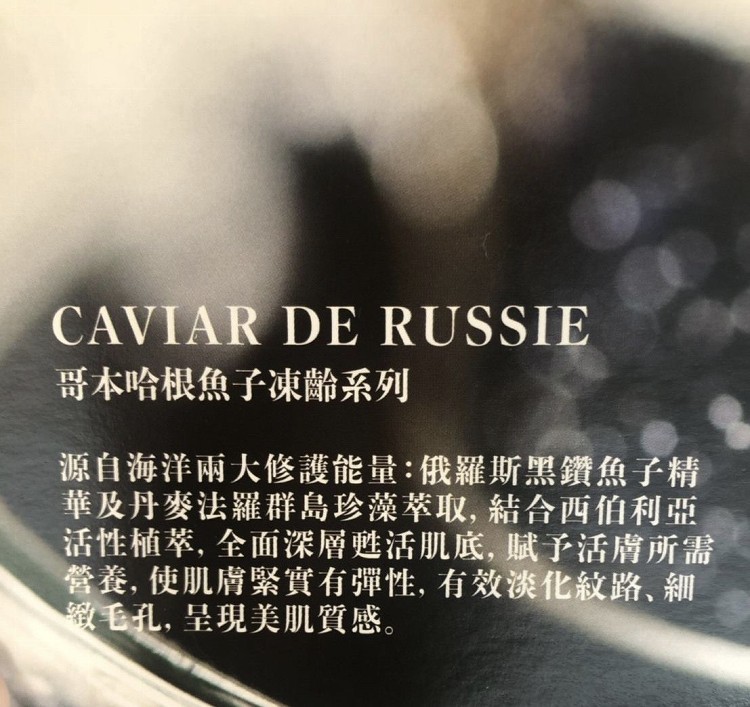 CAVIAR DE RUSSIE
哥本哈根魚子凍齡系列
源自海洋兩大修護能量：俄羅斯黑鑽魚子精
華及丹麥法羅群島珍藻萃取，結合西伯利亞
活性植萃，全面深層甦活肌底，賦予活膚所需
營養，使肌膚緊實有彈性，有效淡化紋路、細
緻毛孔，呈現美肌質感。